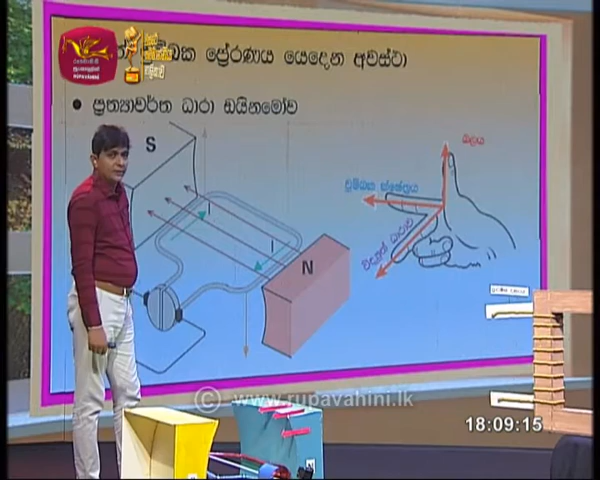 ප්‍රේරණය යෙදෙන අවස්ථා
● ප්‍රත්‍යාවර්ත ධාරා ඩයිනමෝව
S
බලය
චුම්බක ක්ෂේත්‍රය
විද්‍යුත් ධාරාව
I
I
N
© www.rupavahini.lk
18:09:15